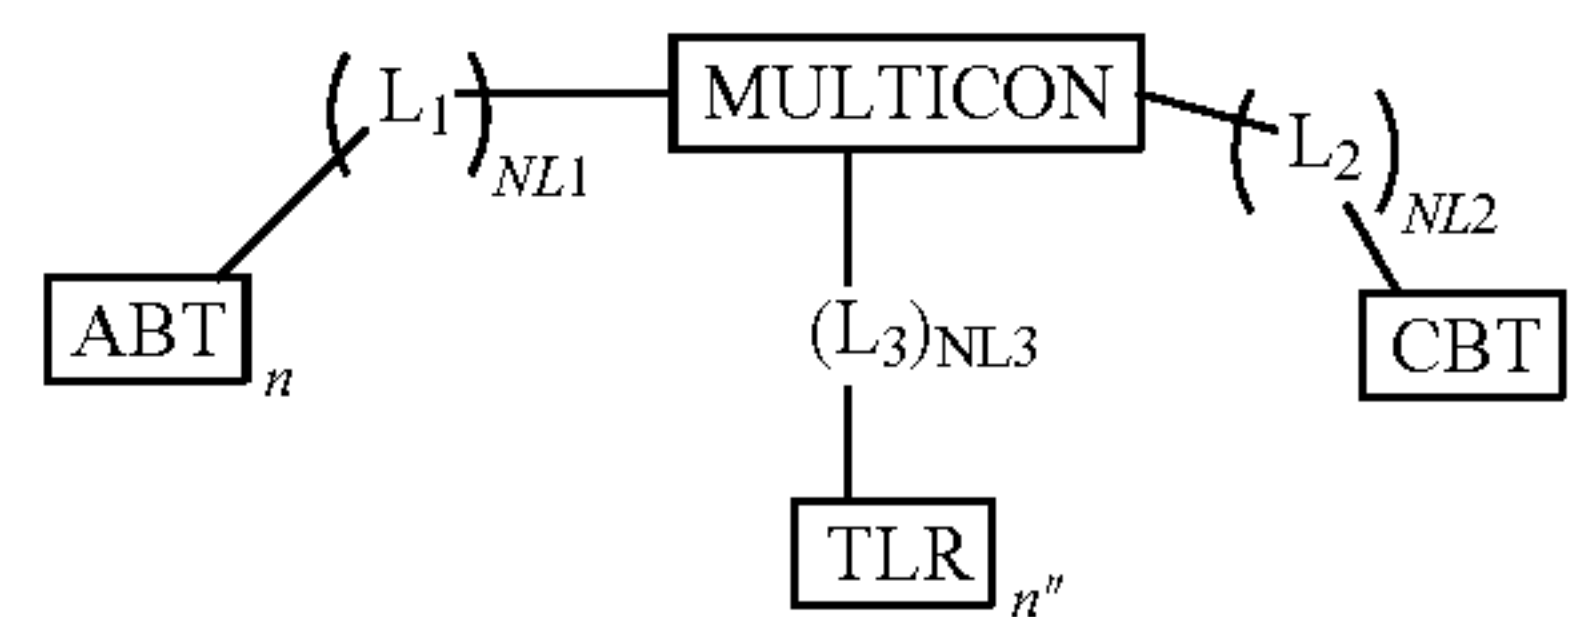 (L₁)NL1 MULTICON (L₂)NL2
ABTn (L₃)NL3 CBT
TLRn″